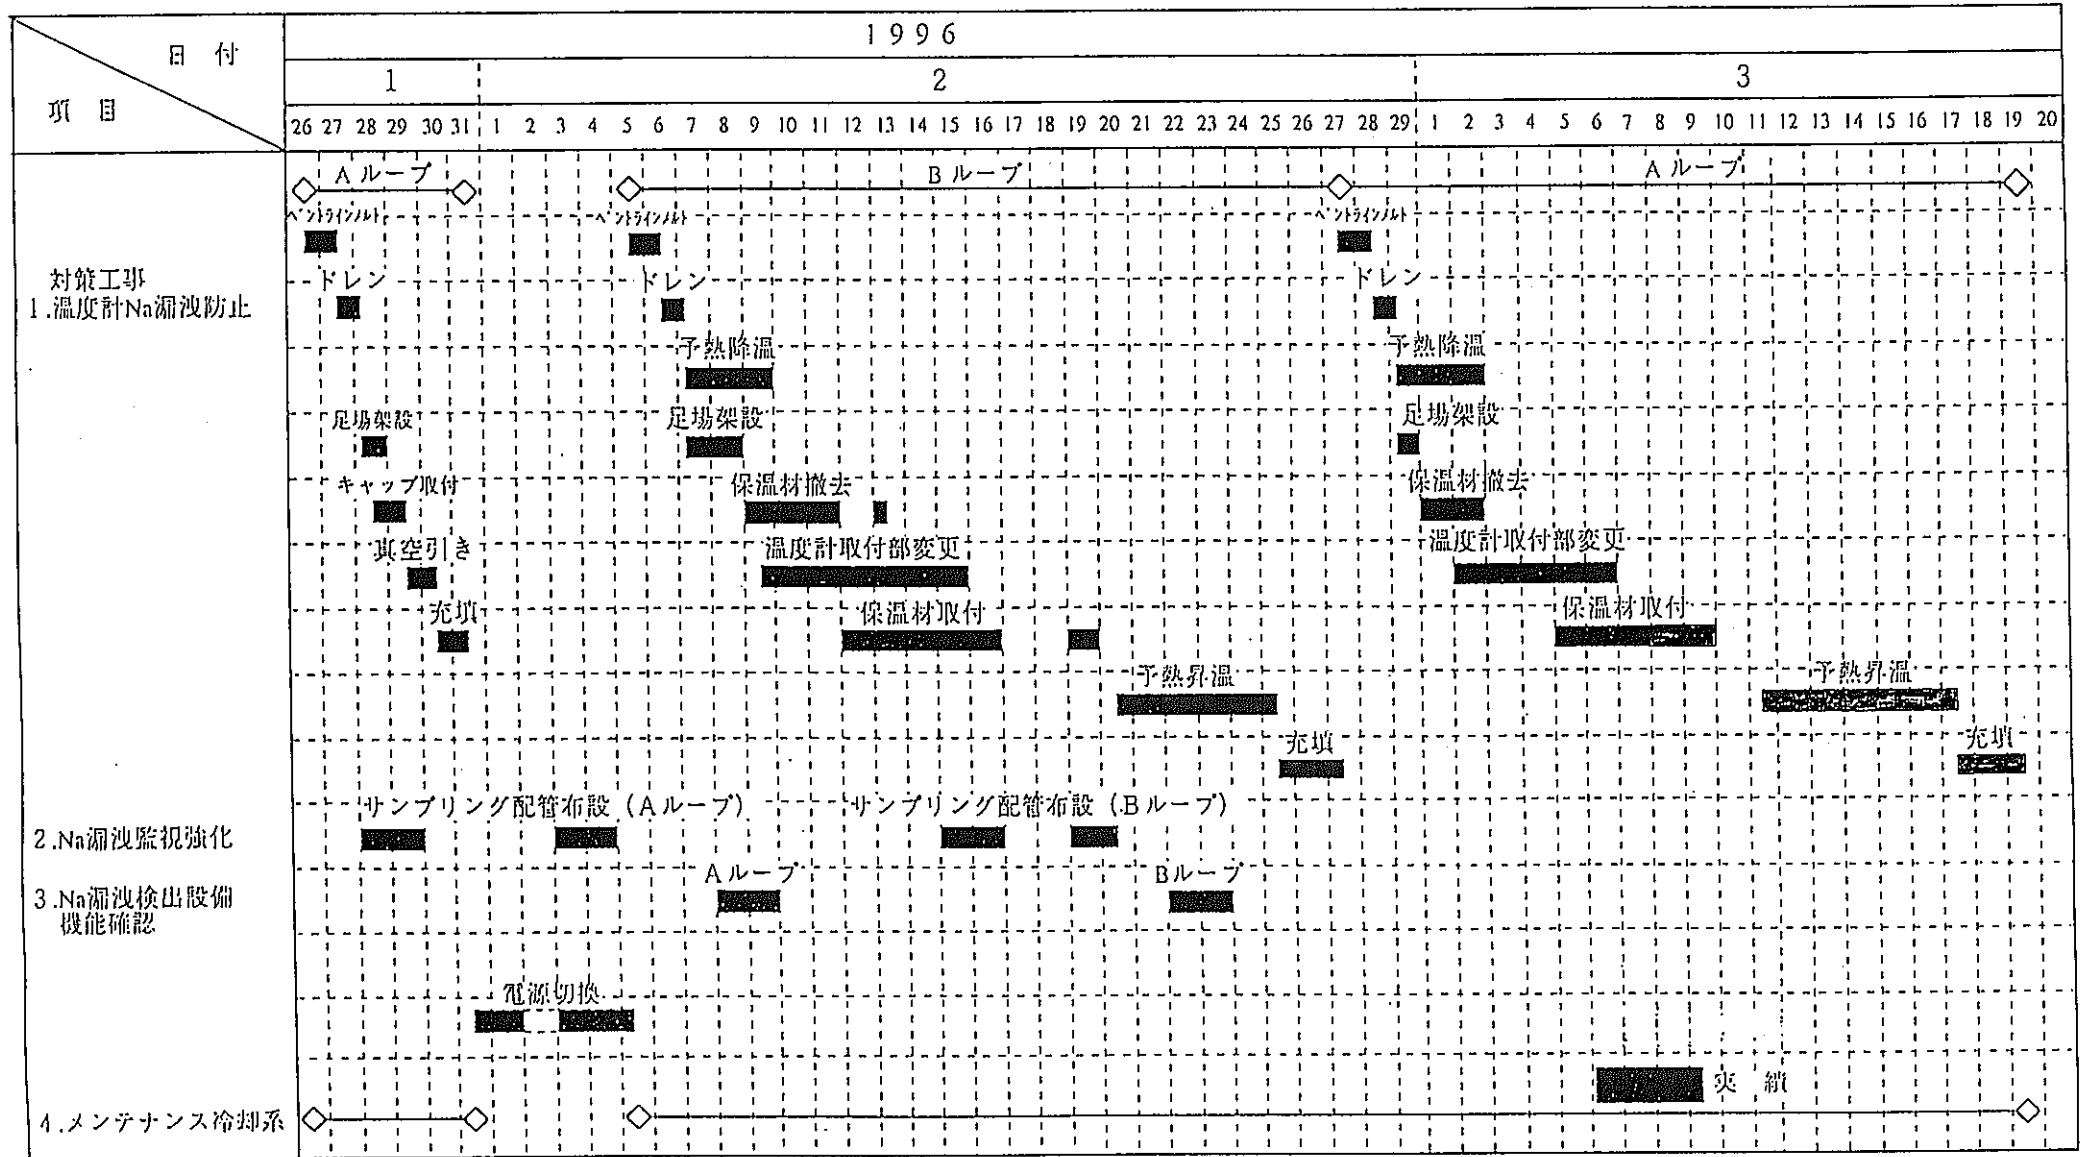 日 付
項 目
1996
1
2
3
26 27 28 29 30 31 1 2 3 4 5 6 7 8 9 10 11 12 13 14 15 16 17 18 19 20 21 22 23 24 25 26 27 28 29 1 2 3 4 5 6 7 8 9 10 11 12 13 14 15 16 17 18 19 20
Aループ
Bループ
Aループ
ベントラインメルト
ベントラインメルト
ベントラインメルト
対策工事
1.温度計Na漏洩防止
ドレン
ドレン
ドレン
予熱降温
予熱降温
足場架設
足場架設
足場架設
キャップ取付
保温材撤去
保温材撤去
真空引き
温度計取付部変更
温度計取付部変更
充填
保温材取付
保温材取付
予熱昇温
予熱昇温
充填
充填
2.Na漏洩監視強化
サンプリング配管布設(Aループ)
サンプリング配管布設(Bループ)
3.Na漏洩検出設備
機能確認
Aループ
Bループ
電源切換
実 績
4.メンテナンス冷却系